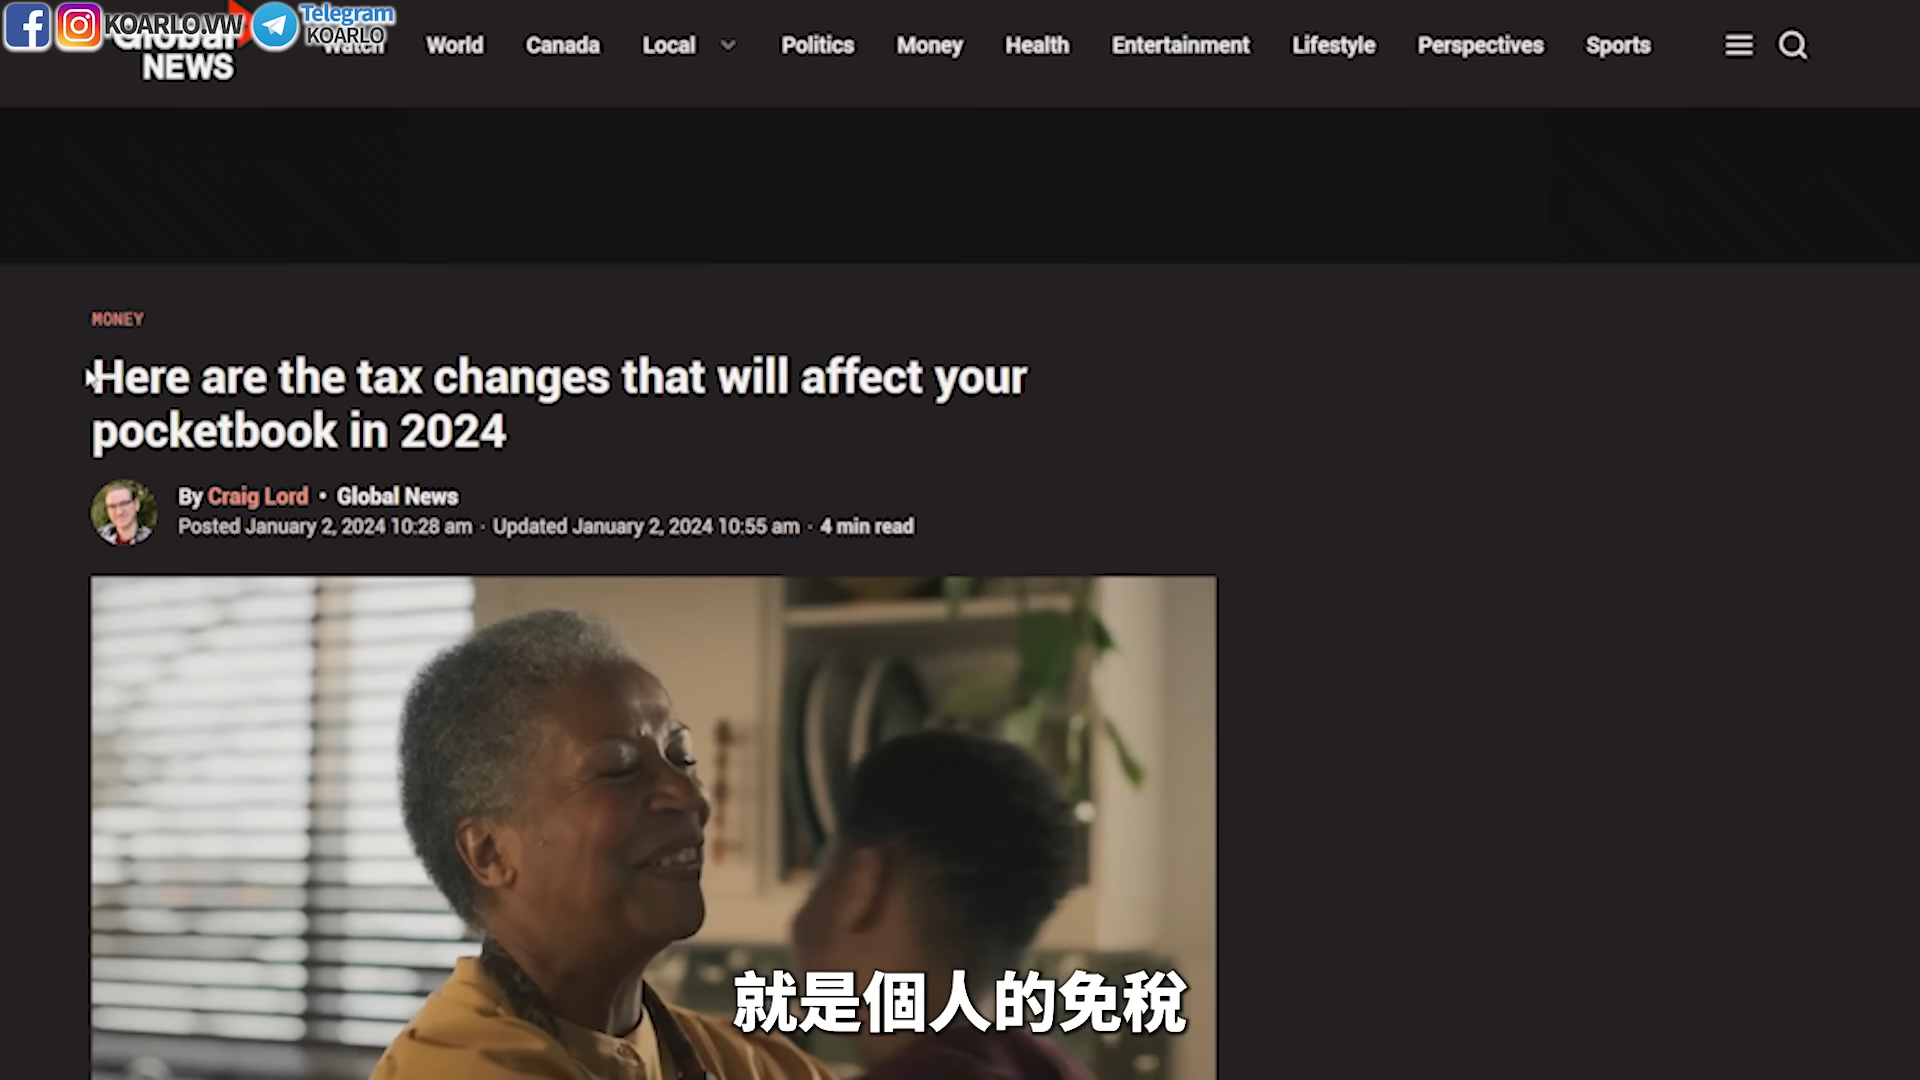 KOARLO.VW
Telegram
KOARLO
Global
NEWS
Watch
World
Canada
Local
Politics
Money
Health
Entertainment
Lifestyle
Perspectives
Sports
MONEY
Here are the tax changes that will affect your
pocketbook in 2024
By Craig Lord • Global News
Posted January 2, 2024 10:28 am · Updated January 2, 2024 10:55 am · 4 min read
就是個人的免稅